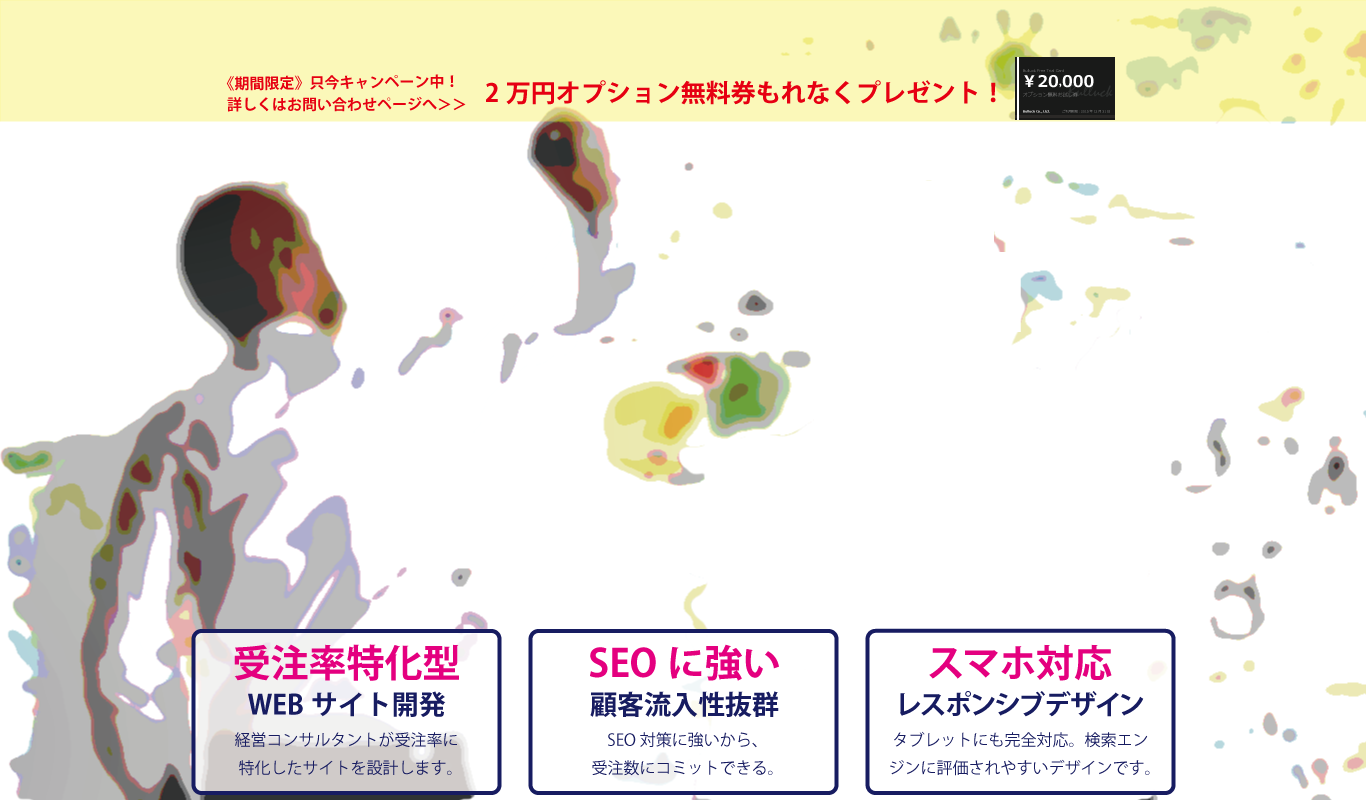 《期間限定》只今キャンペーン中！
詳しくはお問い合わせページへ>>
2万円オプション無料券もれなくプレゼント！
￥20,000
受注率特化型
WEB サイト開発
経営コンサルタントが受注率に
特化したサイトを設計します。
SEO に強い
顧客流入性抜群
SEO 対策に強いから、
受注数にコミットできる。
スマホ対応
レスポンシブデザイン
タブレットにも完全対応。検索エン
ジンに評価されやすいデザインです。